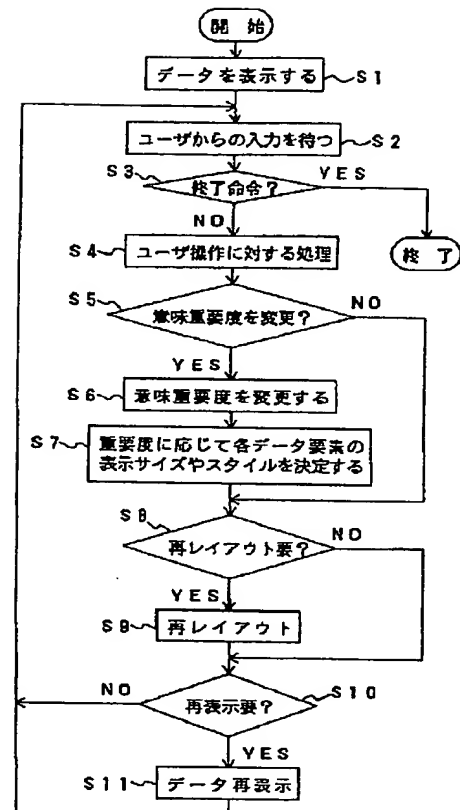 開始
データを表示する S1
ユーザからの入力を待つ S2
S3 終了命令? YES
NO
終了
S4 ユーザ操作に対する処理
S5 意味重要度を変更? NO
YES
S6 意味重要度を変更する
S7 重要度に応じて各データ要素の
表示サイズやスタイルを決定する
S8 再レイアウト要? NO
YES
S9 再レイアウト
NO 再表示要? S10
YES
S11 データ再表示